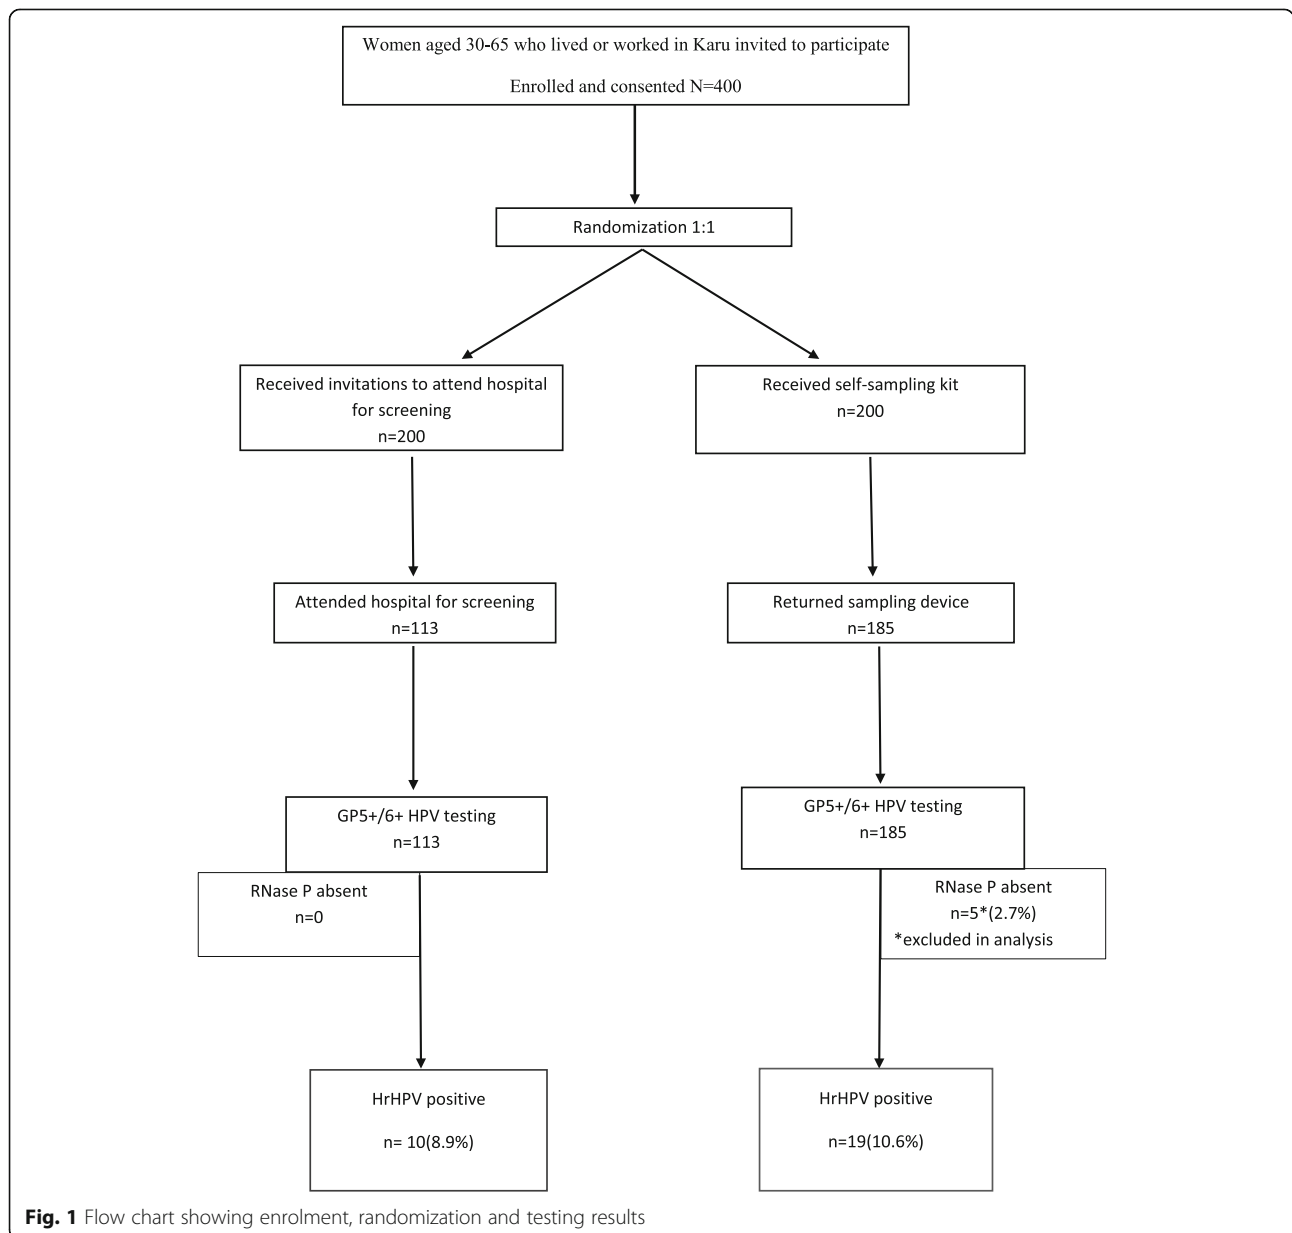 Women aged 30-65 who lived or worked in Karu invited to participate
Enrolled and consented N=400
Randomization 1:1
Received invitations to attend hospital
for screening
n=200
Received self-sampling kit
n=200
Attended hospital for screening
n=113
Returned sampling device
n=185
GP5+/6+ HPV testing
n=113
GP5+/6+ HPV testing
n=185
RNase P absent
n=0
RNase P absent
n=5*(2.7%)
*excluded in analysis
HrHPV positive
n= 10(8.9%)
HrHPV positive
n=19(10.6%)
Fig. 1 Flow chart showing enrolment, randomization and testing results